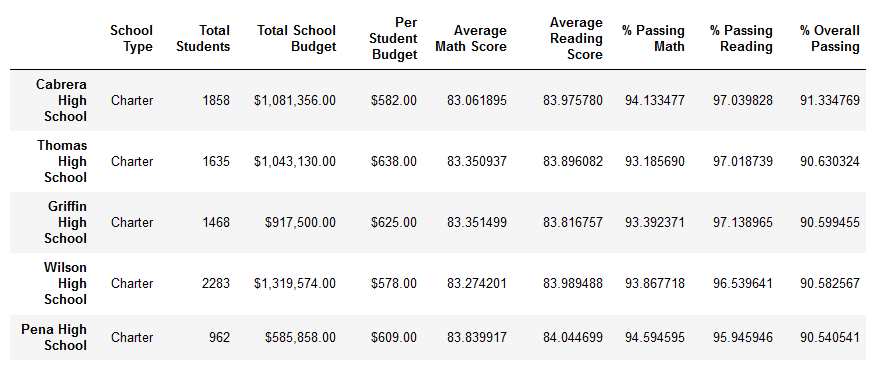 School Type Total Students Total School Budget Per Student Budget Average Math Score Average Reading Score % Passing Math % Passing Reading % Overall Passing
Cabrera High School Charter 1858 $1,081,356.00 $582.00 83.061895 83.975780 94.133477 97.039828 91.334769
Thomas High School Charter 1635 $1,043,130.00 $638.00 83.350937 83.896082 93.185690 97.018739 90.630324
Griffin High School Charter 1468 $917,500.00 $625.00 83.351499 83.816757 93.392371 97.138965 90.599455
Wilson High School Charter 2283 $1,319,574.00 $578.00 83.274201 83.989488 93.867718 96.539641 90.582567
Pena High School Charter 962 $585,858.00 $609.00 83.839917 84.044699 94.594595 95.945946 90.540541